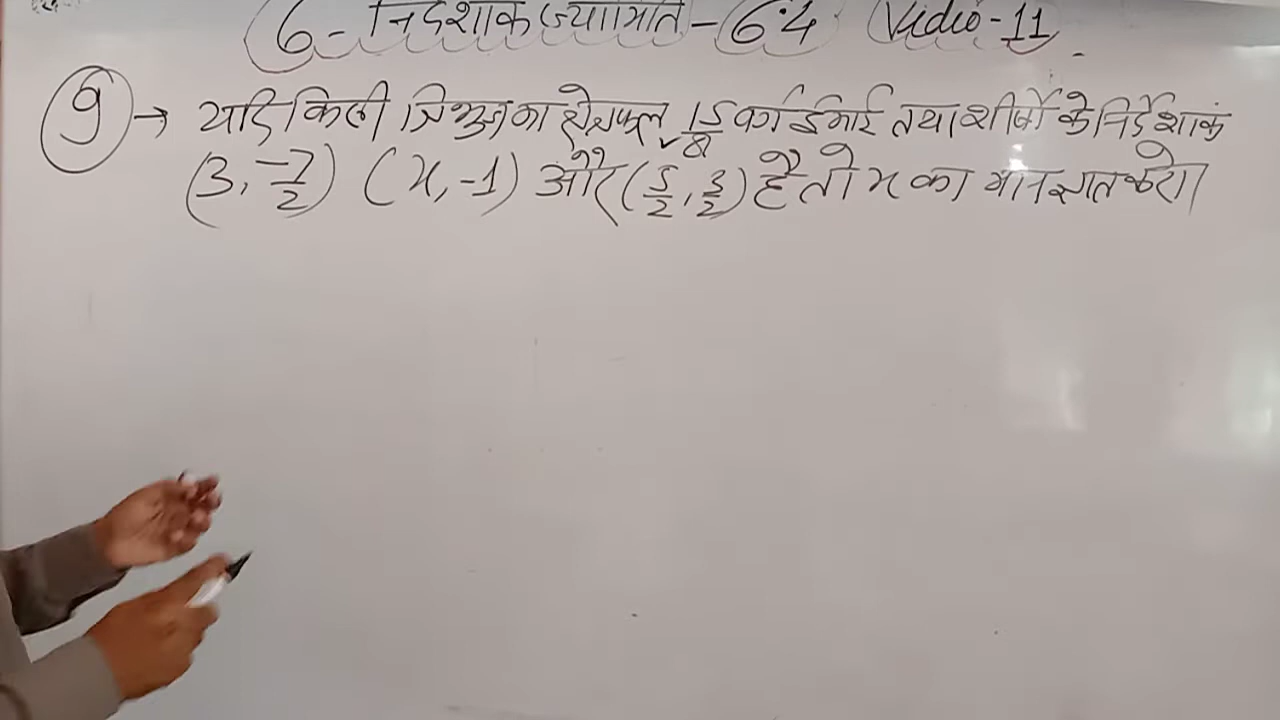 6- निर्देशांक ज्यामिति - 6.4 Vidio-11
9 → यदि किसी त्रिभुज का क्षेत्रफल 15/8 वर्ग इकाई तथा शीर्षों के निर्देशांक
(3, -7/2) (x, -1) और (5/2, 3/2) है तो x का मान ज्ञात करो।